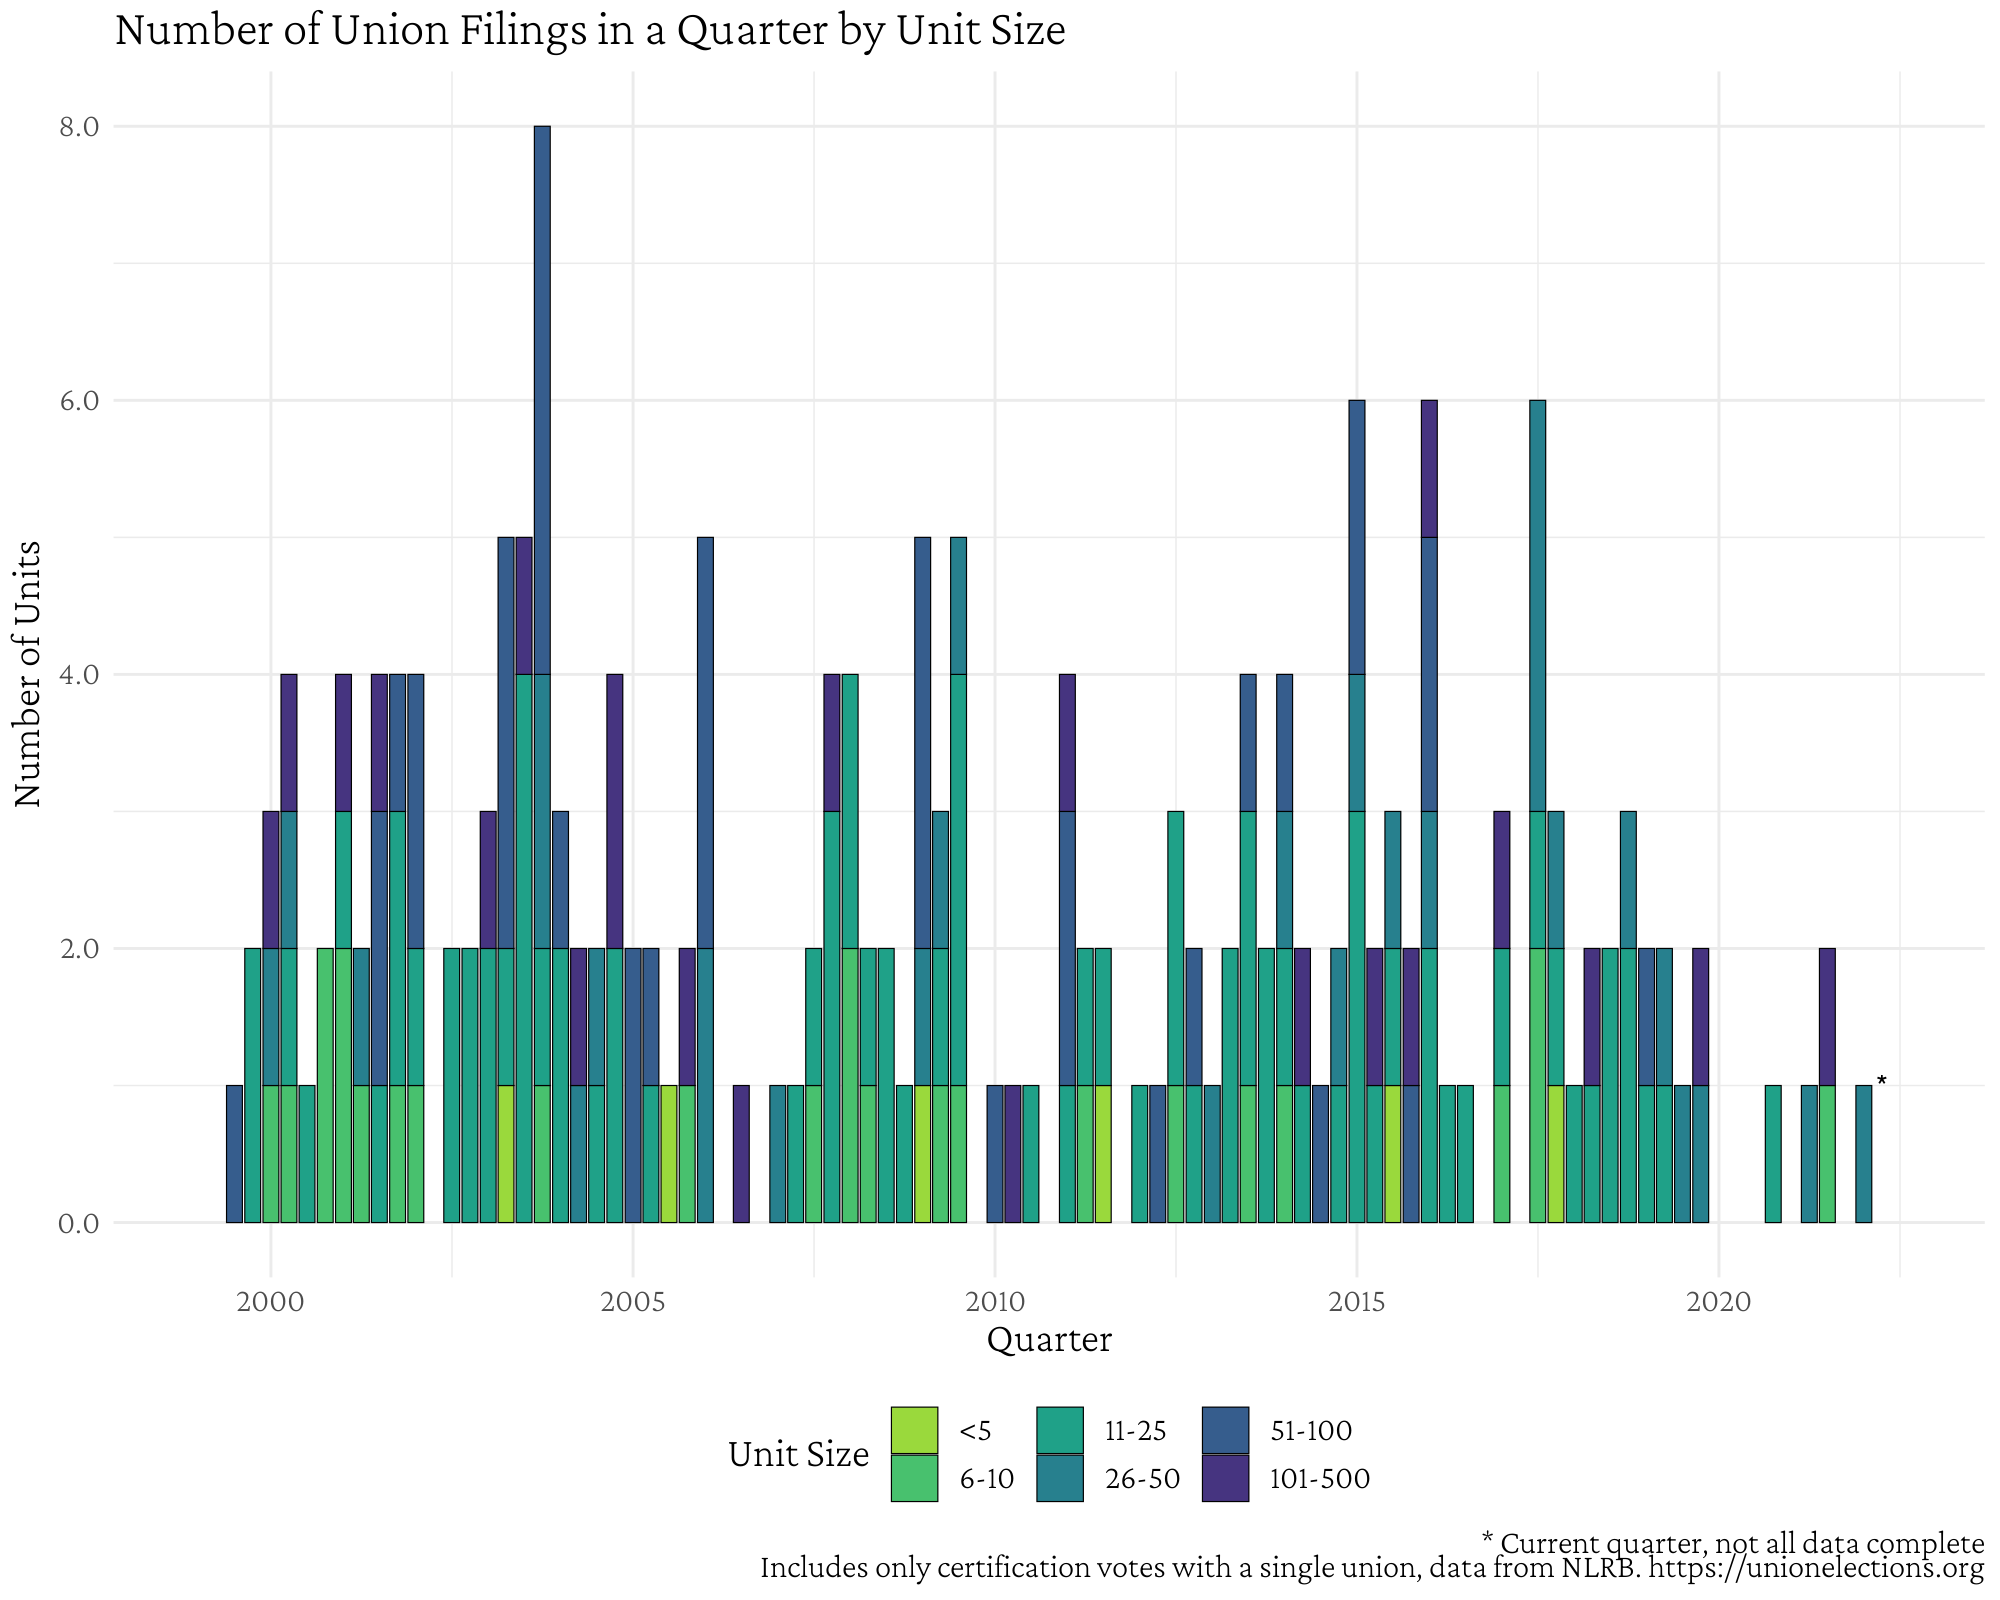 Number of Union Filings in a Quarter by Unit Size
Number of Units
8.0
6.0
4.0
2.0
0.0
*
2000 2005 2010 2015 2020
Quarter
Unit Size
<5 11-25 51-100
6-10 26-50 101-500
* Current quarter, not all data complete
Includes only certification votes with a single union, data from NLRB. https://unionelections.org